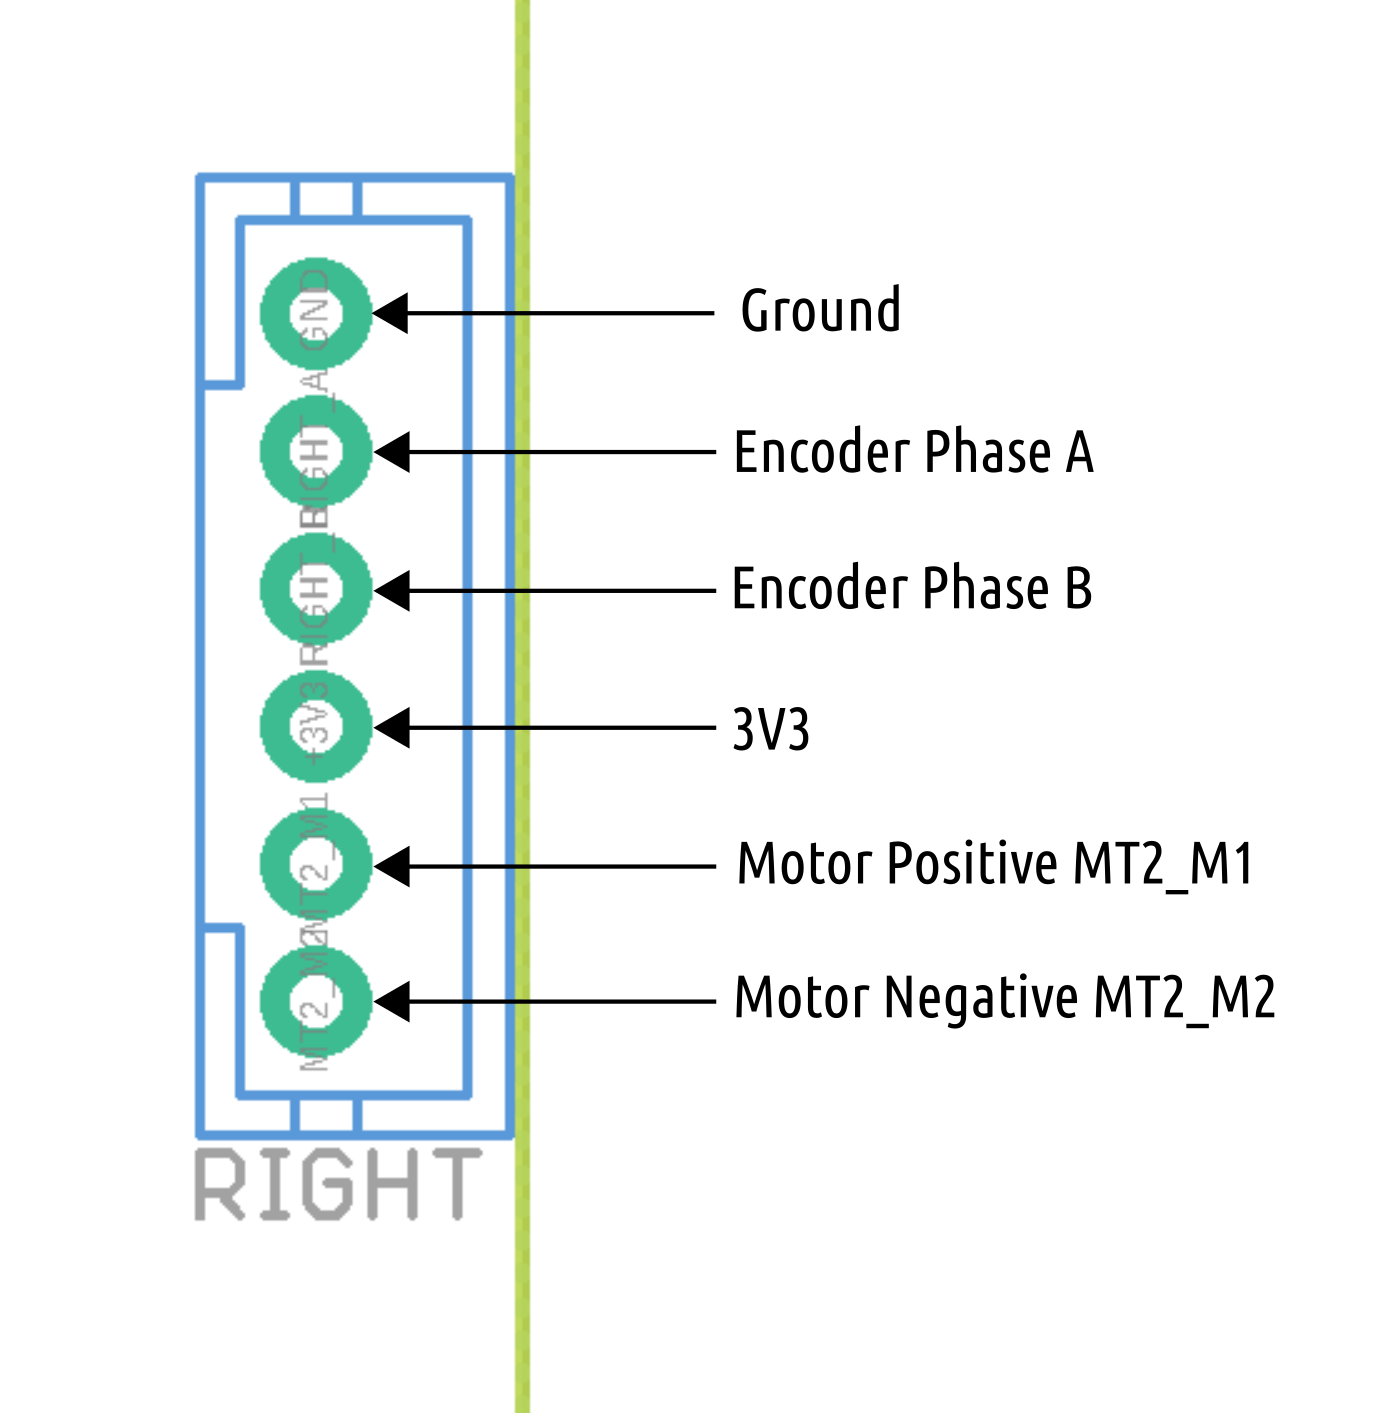 GND
Ground
RIGHT_A
Encoder Phase A
RIGHT_B
Encoder Phase B
+3V3
3V3
MT2_M1
Motor Positive MT2_M1
MT2_M2
Motor Negative MT2_M2
RIGHT